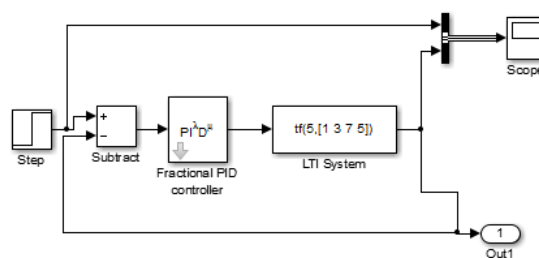 Scope
+
−
PI^λD^μ
tf(5,[1 3 7 5])
Step
Subtract
Fractional PID
controller
LTI System
1
Out1